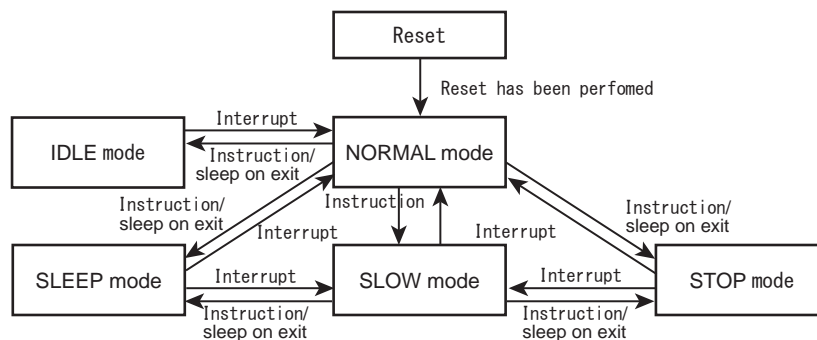 Reset
Reset has been perfomed
Interrupt
IDLE mode
NORMAL mode
Instruction/
sleep on exit
Instruction/
sleep on exit
Instruction
Instruction/
sleep on exit
Interrupt
Interrupt
SLEEP mode
Interrupt
SLOW mode
Interrupt
STOP mode
Instruction/
sleep on exit
Instruction/
sleep on exit